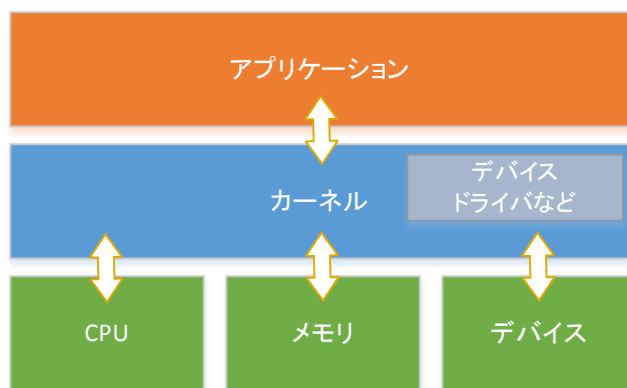 アプリケーション
デバイス
ドライバなど
カーネル
CPU
メモリ
デバイス